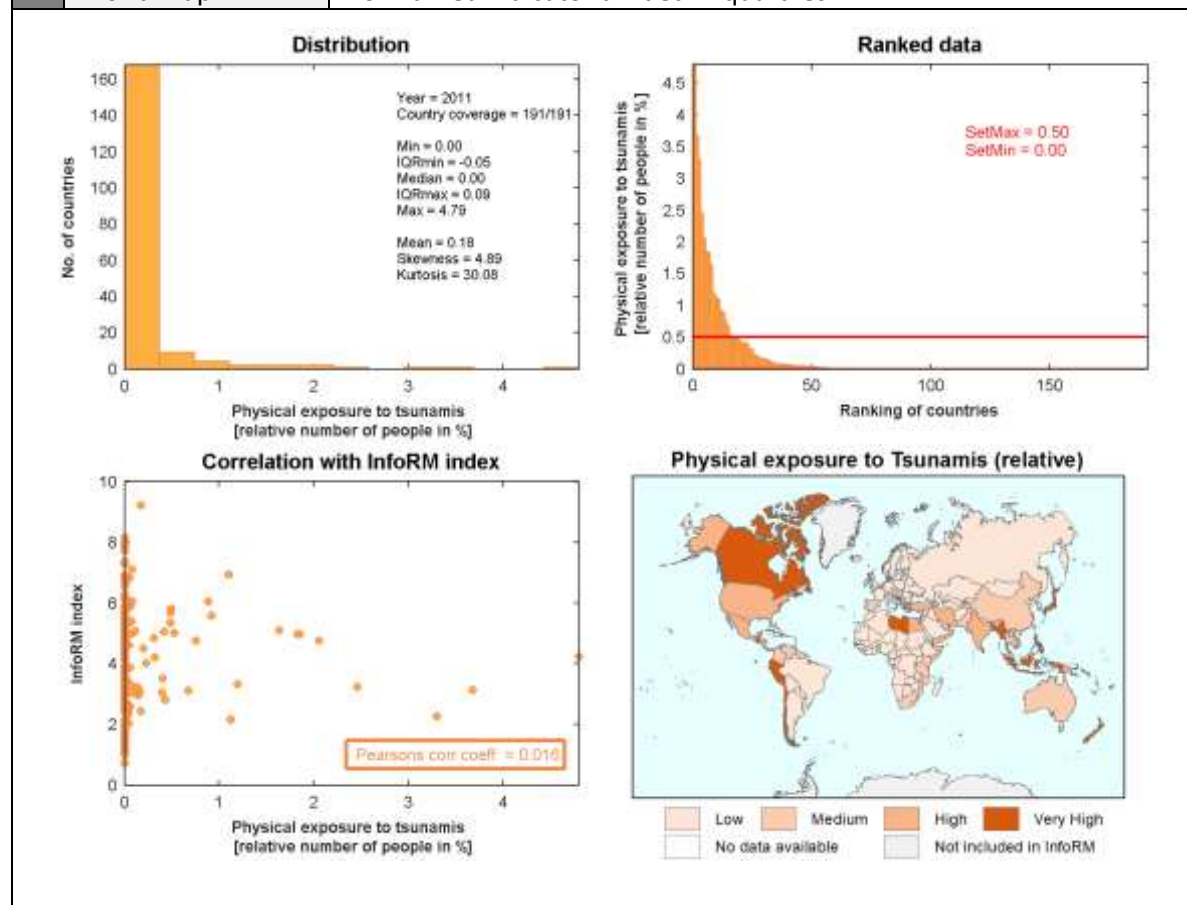 Distribution
160
140
120
100
80
60
40
20
0
No. of countries
Year = 2011
Country coverage = 191/191
Min = 0.00
IQRmin = -0.05
Median = 0.00
IQRmax = 0.09
Max = 4.79
Mean = 0.18
Skewness = 4.89
Kurtosis = 30.08
0 1 2 3 4
Physical exposure to tsunamis
[relative number of people in %]
Ranked data
Physical exposure to tsunamis
[relative number of people in %]
4.5
4
3.5
3
2.5
2
1.5
1
0.5
0
SetMax = 0.50
SetMin = 0.00
0 50 100 150
Ranking of countries
Correlation with InfoRM index
10
8
6
4
2
0
InfoRM index
Pearsons corr coeff = 0.016
0 1 2 3 4
Physical exposure to tsunamis
[relative number of people in %]
Physical exposure to Tsunamis (relative)
Low Medium High Very High
No data available Not included in InfoRM